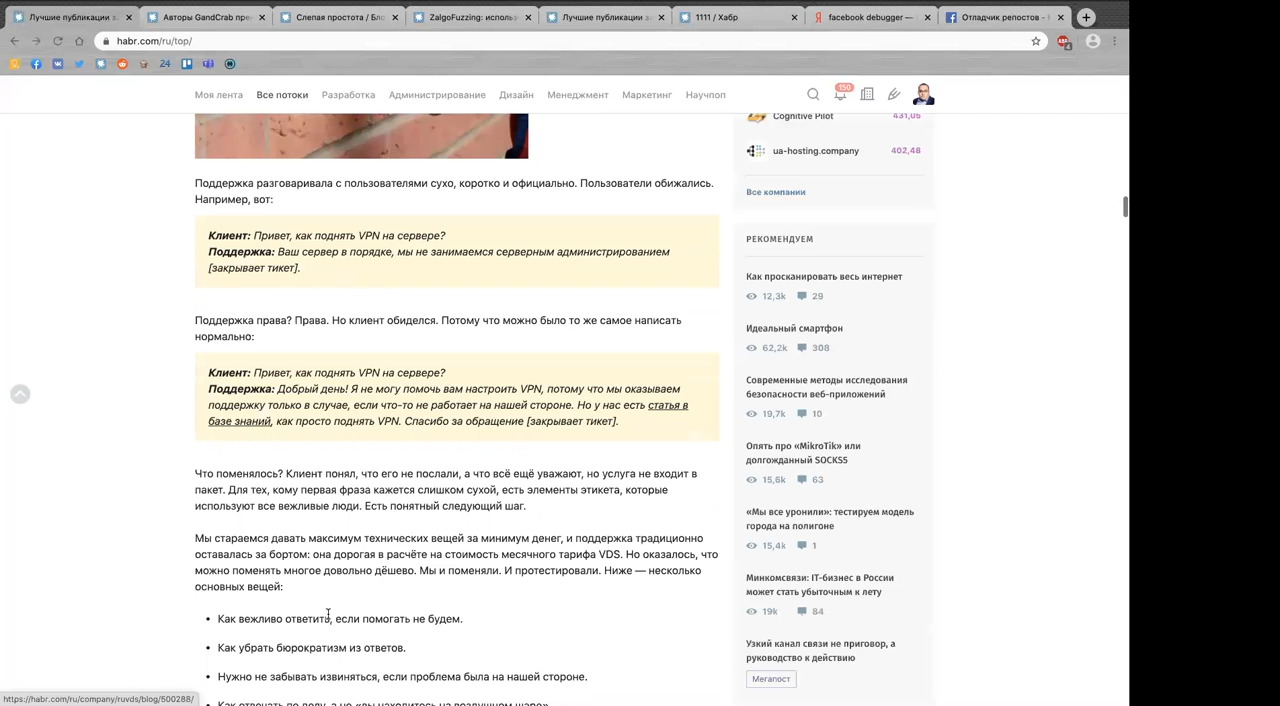 Лучшие публикации за
Авторы GandCrab пре
Слепая простота / Бло
ZalgoFuzzing: использ
Лучшие публикации за
1111 / Хабр
facebook debugger —
Отладчик репостов -
habr.com/ru/top/
24
Моя лента
Все потоки
Разработка
Администрирование
Дизайн
Менеджмент
Маркетинг
Научпоп
150
Поддержка разговаривала с пользователями сухо, коротко и официально. Пользователи обижались.
Например, вот:
Клиент: Привет, как поднять VPN на сервере?
Поддержка: Ваш сервер в порядке, мы не занимаемся серверным администрированием
[закрывает тикет].
Поддержка права? Права. Но клиент обиделся. Потому что можно было то же самое написать
нормально:
Клиент: Привет, как поднять VPN на сервере?
Поддержка: Добрый день! Я не могу помочь вам настроить VPN, потому что мы оказываем
поддержку только в случае, если что-то не работает на нашей стороне. Но у нас есть статья в
базе знаний, как просто поднять VPN. Спасибо за обращение [закрывает тикет].
Что поменялось? Клиент понял, что его не послали, а что всё ещё уважают, но услуга не входит в
пакет. Для тех, кому первая фраза кажется слишком сухой, есть элементы этикета, которые
используют все вежливые люди. Есть понятный следующий шаг.
Мы стараемся давать максимум технических вещей за минимум денег, и поддержка традиционно
оставалась за бортом: она дорогая в расчёте на стоимость месячного тарифа VDS. Но оказалось, что
можно поменять многое довольно дёшево. Мы и поменяли. И протестировали. Ниже — несколько
основных вещей:
• Как вежливо ответить, если помогать не будем.
• Как убрать бюрократизм из ответов.
• Нужно не забывать извиняться, если проблема была на нашей стороне.
• Как отвечать по делу, а не «вы находитесь на воздушном шаре».
Cognitive Pilot 431,05
ua-hosting.company 402,48
Все компании
РЕКОМЕНДУЕМ
Как просканировать весь интернет
12,3k 29
Идеальный смартфон
62,2k 308
Современные методы исследования
безопасности веб-приложений
19,7k 10
Опять про «MikroTik» или
долгожданный SOCKS5
15,6k 63
«Мы все уронили»: тестируем модель
города на полигоне
15,4k 1
Минкомсвязи: IT-бизнес в России
может стать убыточным к лету
19k 84
Узкий канал связи не приговор, а
руководство к действию
Мегапост
https://habr.com/ru/company/ruvds/blog/500288/